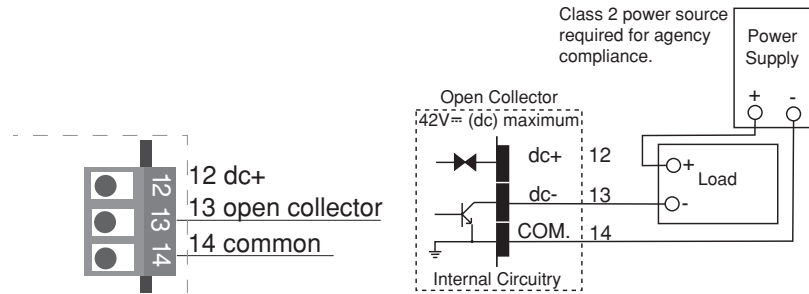 Class 2 power source
required for agency
compliance.
Power
Supply
+ -
Open Collector
42V⎓ (dc) maximum
dc+ 12
dc- 13
COM. 14
+
Load
-
Internal Circuitry
12
13
14
12 dc+
13 open collector
14 common